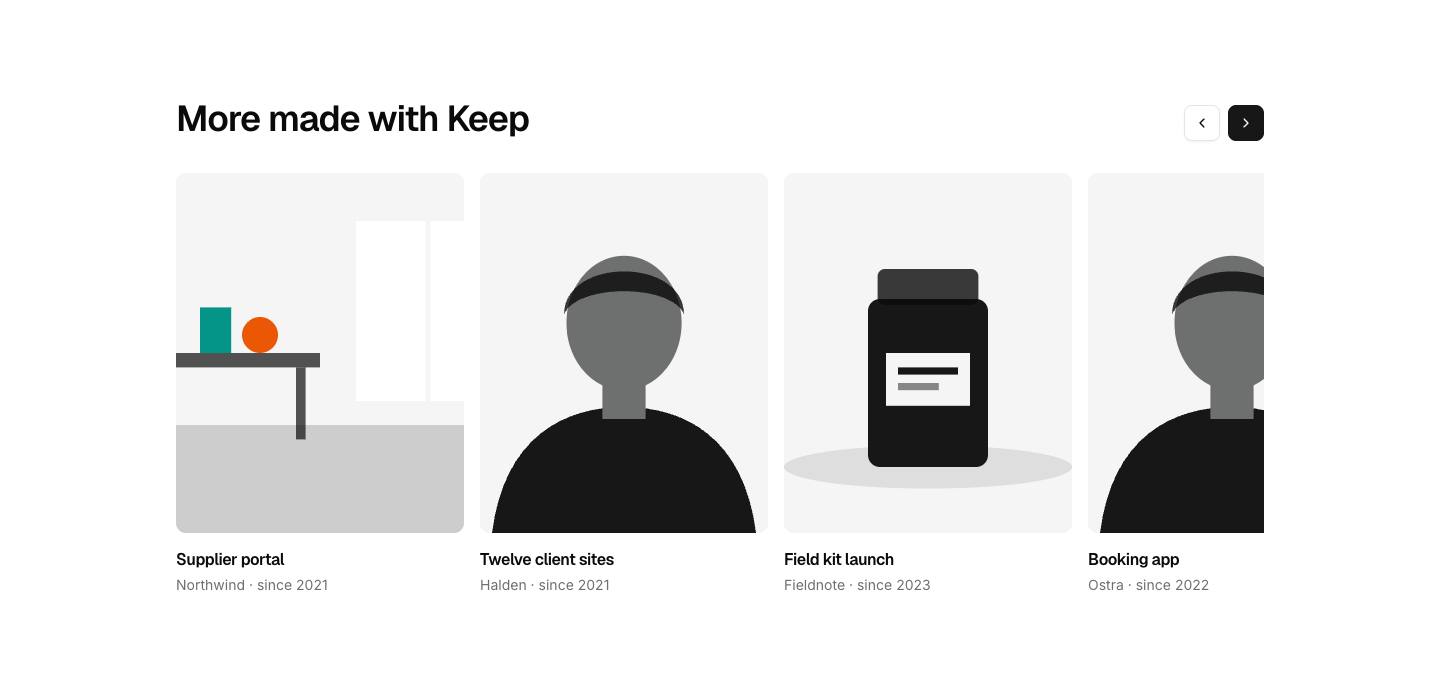 More made with Keep
Supplier portal
Northwind · since 2021
Twelve client sites
Halden · since 2021
Field kit launch
Fieldnote · since 2023
Booking app
Ostra · since 2022